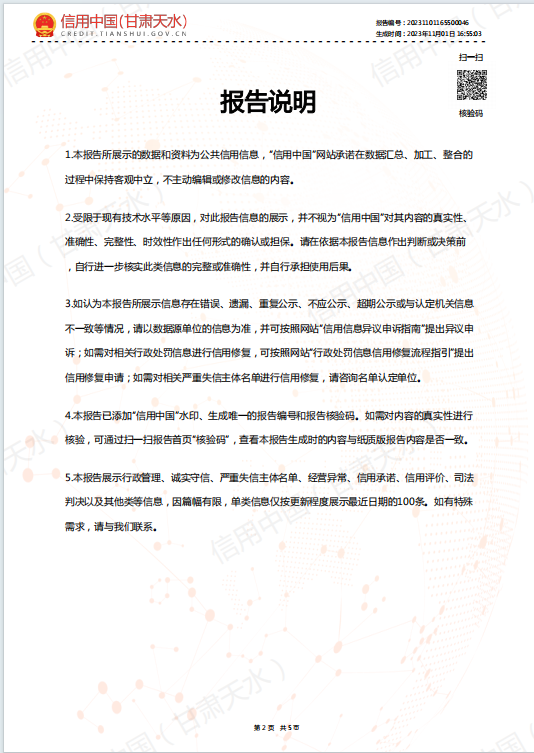 信用中国(甘肃天水)
CREDIT.TIANSHUI.GOV.CN
报告编号：20231101165500046
生成时间：2023年11月01日 16:55:03
扫一扫
核验码
报告说明
1.本报告所展示的数据和资料为公共信用信息，“信用中国”网站承诺在数据汇总、加工、整合的
过程中保持客观中立，不主动编辑或修改信息的内容。
2.受限于现有技术水平等原因，对此报告信息的展示，并不视为“信用中国”对其内容的真实性、
准确性、完整性、时效性作出任何形式的确认或担保。请在依据本报告信息作出判断或决策前
，自行进一步核实此类信息的完整或准确性，并自行承担使用后果。
3.如认为本报告所展示信息存在错误、遗漏、重复公示、不应公示、超期公示或与认定机关信息
不一致等情况，请以数据源单位的信息为准，并可按照网站“信用信息异议申诉指南”提出异议申
诉；如需对相关行政处罚信息进行信用修复，可按照网站“行政处罚信息信用修复流程指引”提出
信用修复申请；如需对相关严重失信主体名单进行信用修复，请咨询名单认定单位。
4.本报告已添加“信用中国”水印、生成唯一的报告编号和报告核验码。如需对内容的真实性进行
核验，可通过扫一扫报告首页“核验码”，查看本报告生成时的内容与纸质版报告内容是否一致。
5.本报告展示行政管理、诚实守信、严重失信主体名单、经营异常、信用承诺、信用评价、司法
判决以及其他类等信息，因篇幅有限，单类信息仅按更新程度展示最近日期的100条。如有特殊
需求，请与我们联系。
信用中国（甘肃天水）
第 2 页 共 5 页